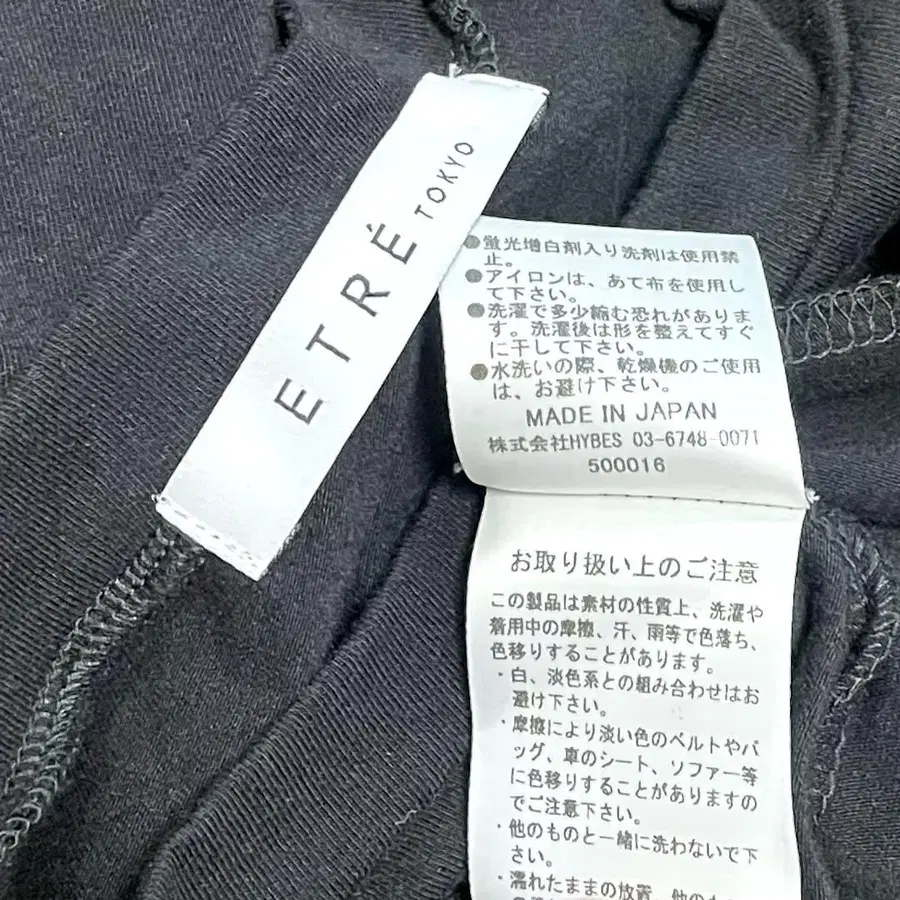 ETRÉ TOKYO
●蛍光増白剤入り洗剤は使用禁
止。
●アイロンは、あて布を使用し
て下さい。
●洗濯で多少縮む恐れがありま
す。洗濯後は形を整えてすぐ
に干して下さい。
●水洗いの際、乾燥機のご使用
は、お避け下さい。
MADE IN JAPAN
株式会社HYBES 03-6748-0071
500016
お取り扱い上のご注意
この製品は素材の性質上、洗濯や
着用中の摩擦、汗、雨等で色落ち、
色移りすることがあります。
・白、淡色系との組み合わせはお
避け下さい。
・摩擦により淡い色のベルトやバ
ッグ、車のシート、ソファー等
に色移りすることがありますの
でご注意下さい。
・他のものと一緒に洗わないで下
さい。
・濡れたままの放置、他のもの